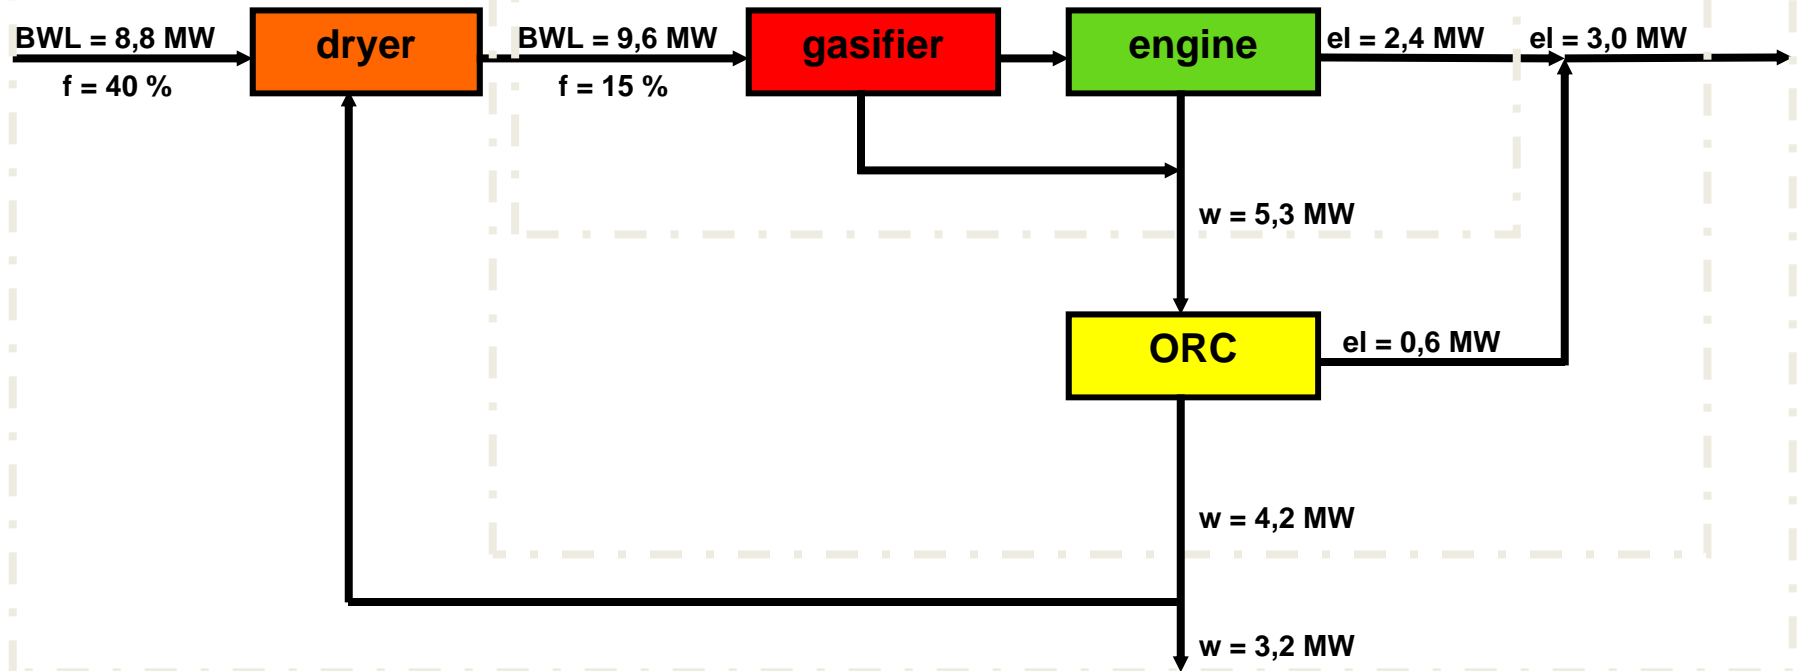 BWL = 8,8 MW
f = 40 %
dryer
BWL = 9,6 MW
f = 15 %
gasifier
engine
el = 2,4 MW
el = 3,0 MW
w = 5,3 MW
ORC
el = 0,6 MW
w = 4,2 MW
w = 3,2 MW